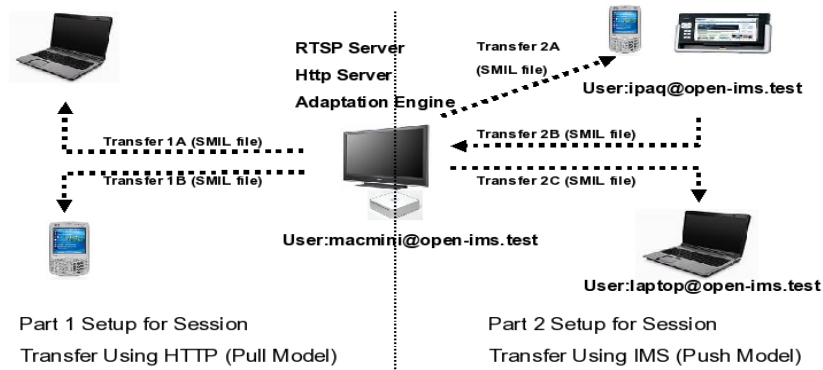 RTSP Server
Http Server
Adaptation Engine
Transfer 2A
(SMIL file)
User:ipaq@open-ims.test
Transfer 1A (SMIL file)
Transfer 1B (SMIL file)
Transfer 2B (SMIL file)
Transfer 2C (SMIL file)
User:macmini@open-ims.test
User:laptop@open-ims.test
Part 1 Setup for Session
Transfer Using HTTP (Pull Model)
Part 2 Setup for Session
Transfer Using IMS (Push Model)